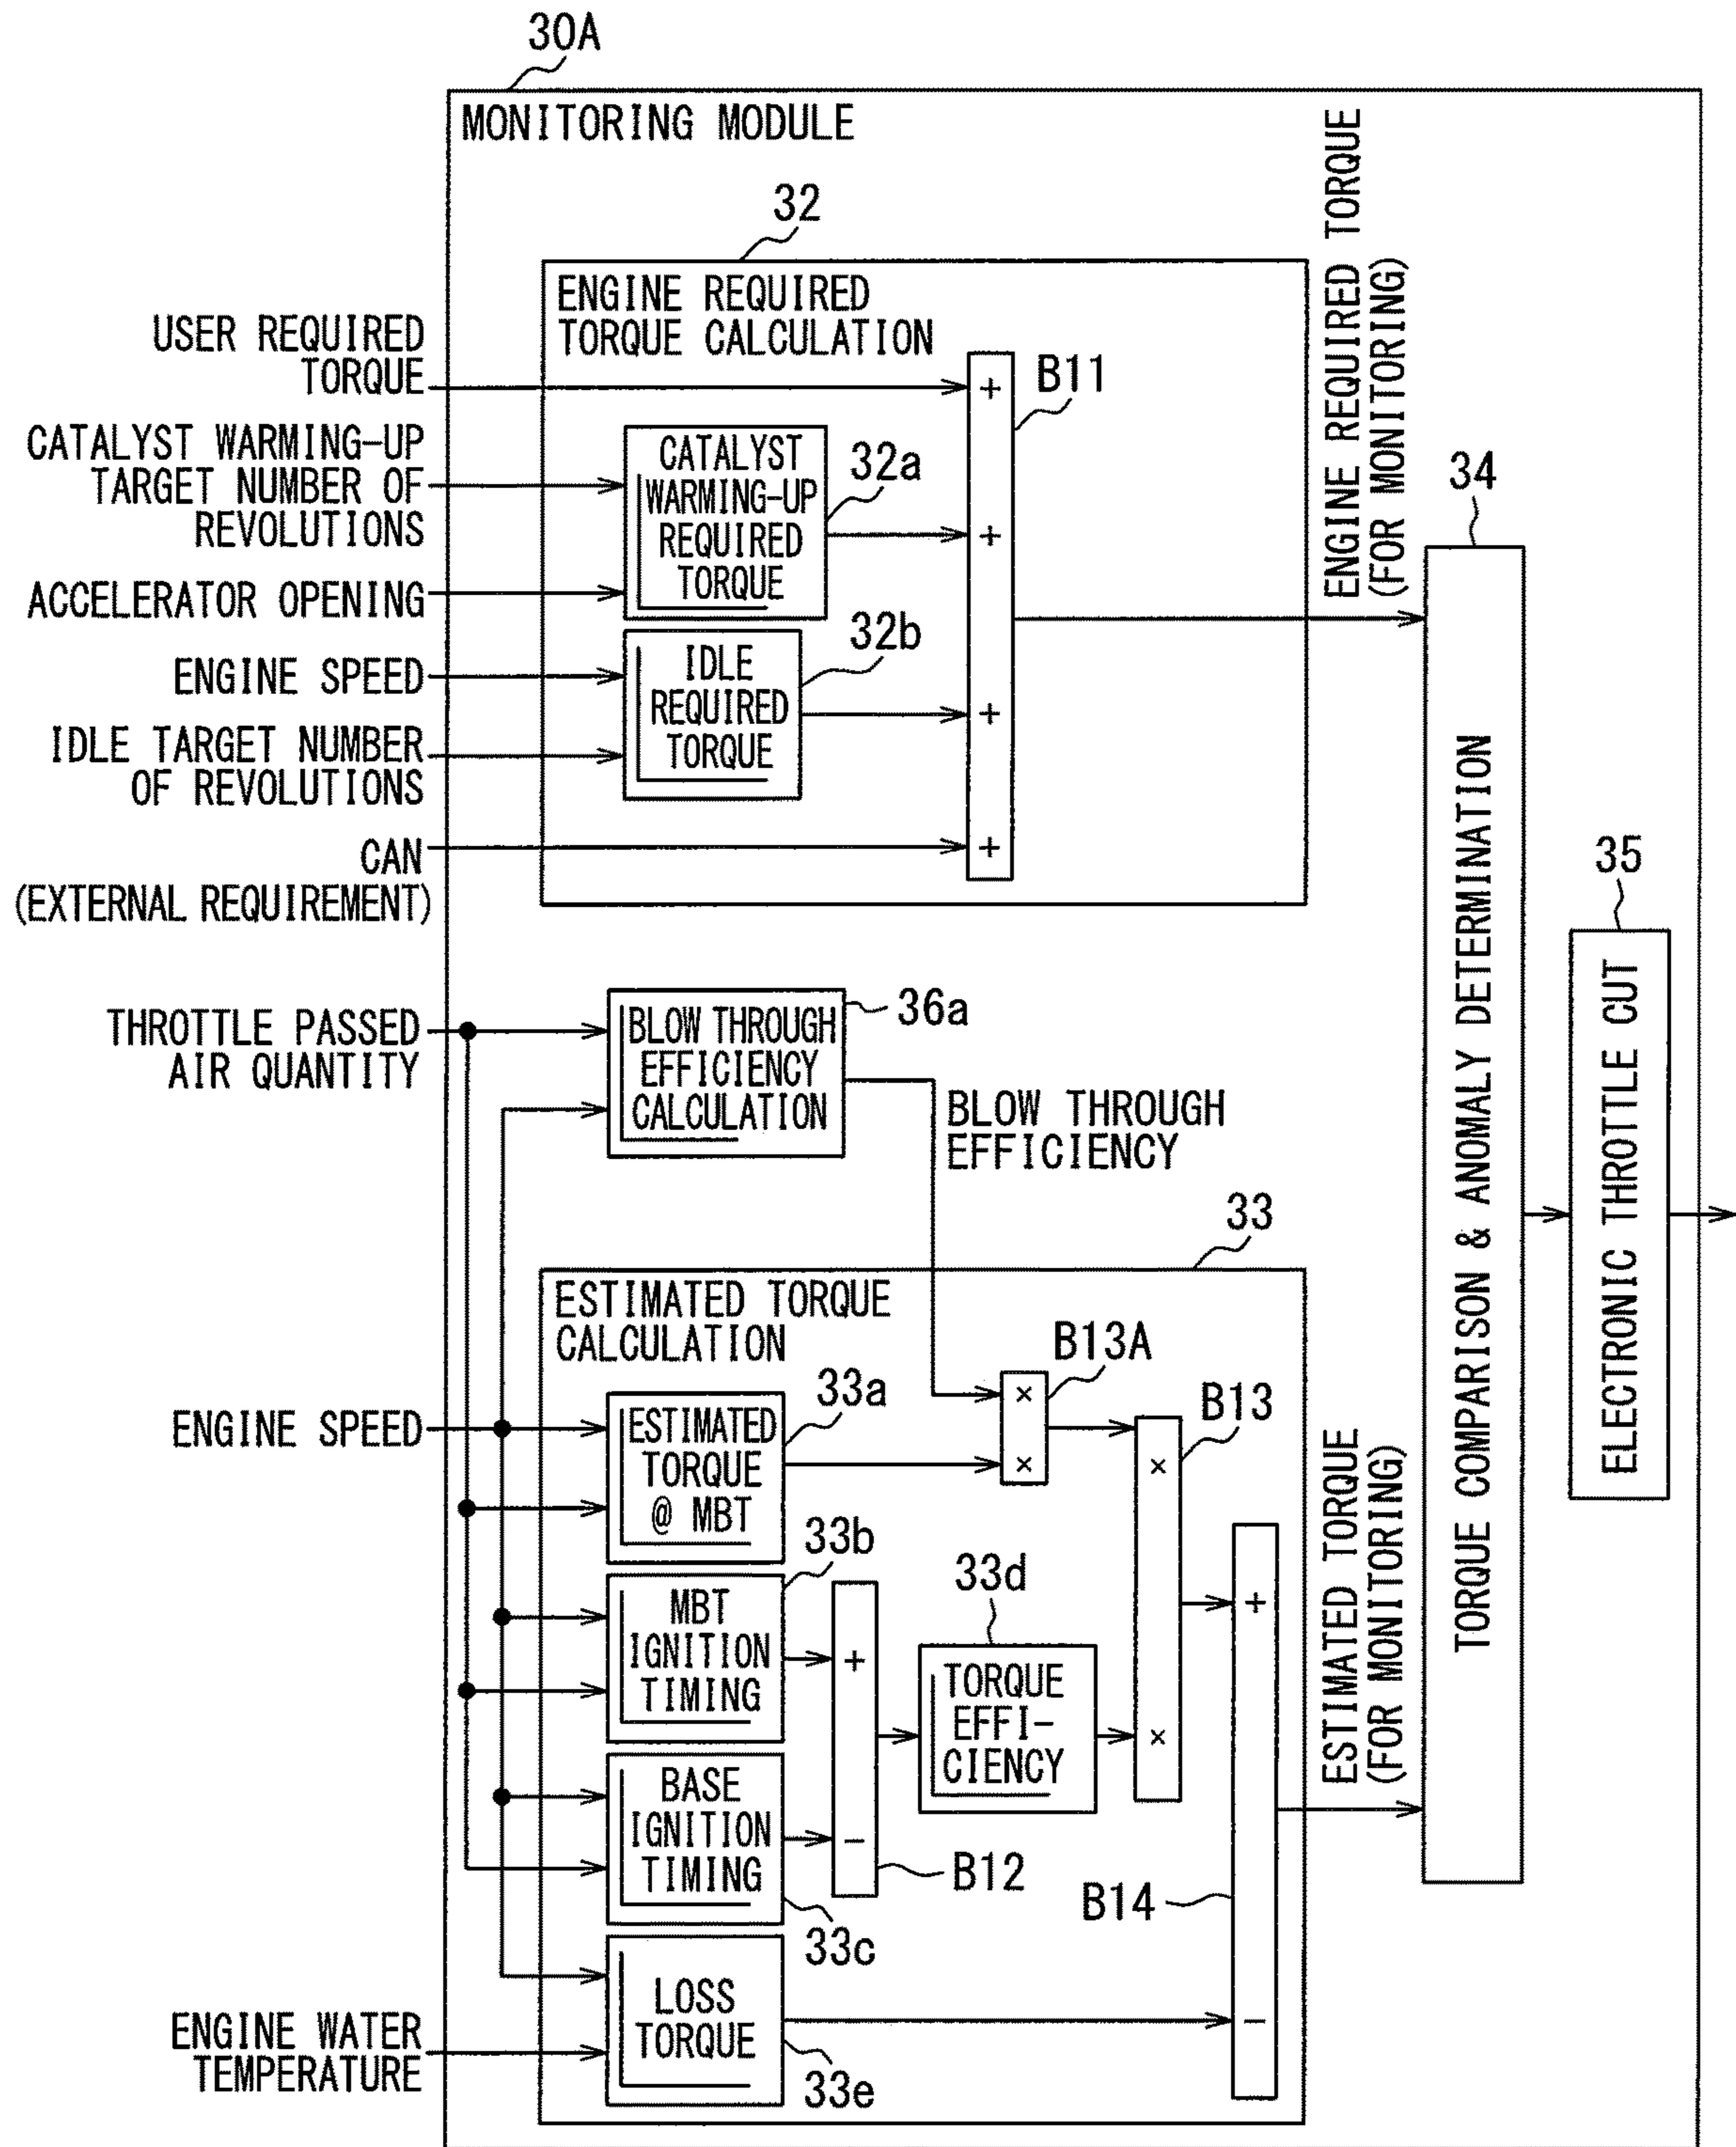 30A
MONITORING MODULE
32
ENGINE REQUIRED
TORQUE CALCULATION
USER REQUIRED
TORQUE
B11
+
CATALYST WARMING-UP
TARGET NUMBER OF
REVOLUTIONS
CATALYST
WARMING-UP
REQUIRED
TORQUE
32a
+
ACCELERATOR OPENING
ENGINE SPEED
32b
IDLE
REQUIRED
TORQUE
+
IDLE TARGET NUMBER
OF REVOLUTIONS
CAN
(EXTERNAL REQUIREMENT)
+
ENGINE REQUIRED TORQUE
(FOR MONITORING)
34
TORQUE COMPARISON & ANOMALY DETERMINATION
35
ELECTRONIC THROTTLE CUT
THROTTLE PASSED
AIR QUANTITY
BLOW THROUGH
EFFICIENCY
CALCULATION
36a
BLOW THROUGH
EFFICIENCY
33
ESTIMATED TORQUE
CALCULATION
B13A
×
×
B13
×
×
ENGINE SPEED
ESTIMATED
TORQUE
@ MBT
33a
MBT
IGNITION
TIMING
33b
+
−
B12
33d
TORQUE
EFFI-
CIENCY
BASE
IGNITION
TIMING
33c
B14
+
−
ENGINE WATER
TEMPERATURE
LOSS
TORQUE
33e
ESTIMATED TORQUE
(FOR MONITORING)